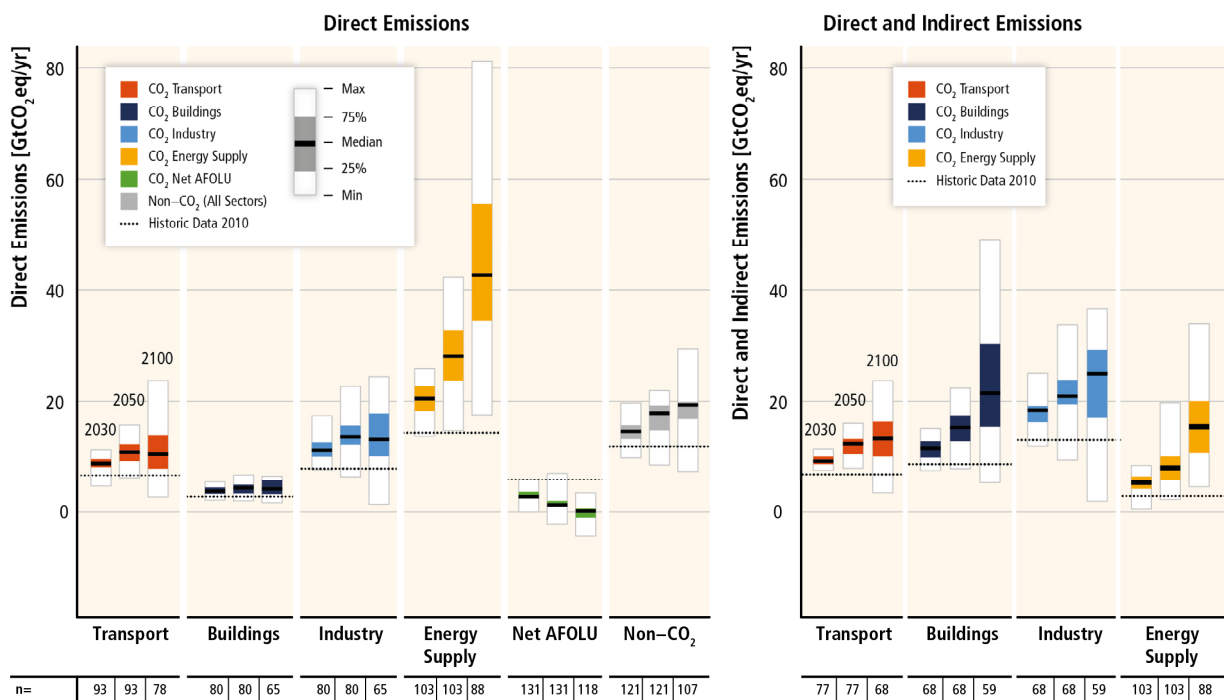 Direct Emissions
Direct Emissions [GtCO₂eq/yr]
80
60
40
20
0
CO₂ Transport
CO₂ Buildings
CO₂ Industry
CO₂ Energy Supply
CO₂ Net AFOLU
Non–CO₂ (All Sectors)
Historic Data 2010
Max
75%
Median
25%
Min
2030
2050
2100
Transport
Buildings
Industry
Energy Supply
Net AFOLU
Non–CO₂
n=
93 93 78
80 80 65
80 80 65
103 103 88
131 131 118
121 121 107
Direct and Indirect Emissions
Direct and Indirect Emissions [GtCO₂eq/yr]
80
60
40
20
0
CO₂ Transport
CO₂ Buildings
CO₂ Industry
CO₂ Energy Supply
Historic Data 2010
2030
2050
2100
Transport
Buildings
Industry
Energy Supply
77 77 68
68 68 59
68 68 59
103 103 88